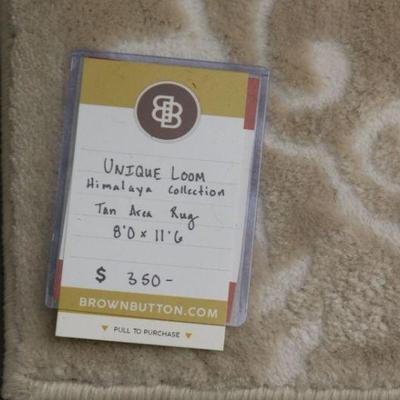 BB
UNIQUE LOOM
Himalaya Collection
Tan Area Rug
8'0 x 11'6
$ 350-
BROWNBUTTON.COM
PULL TO PURCHASE